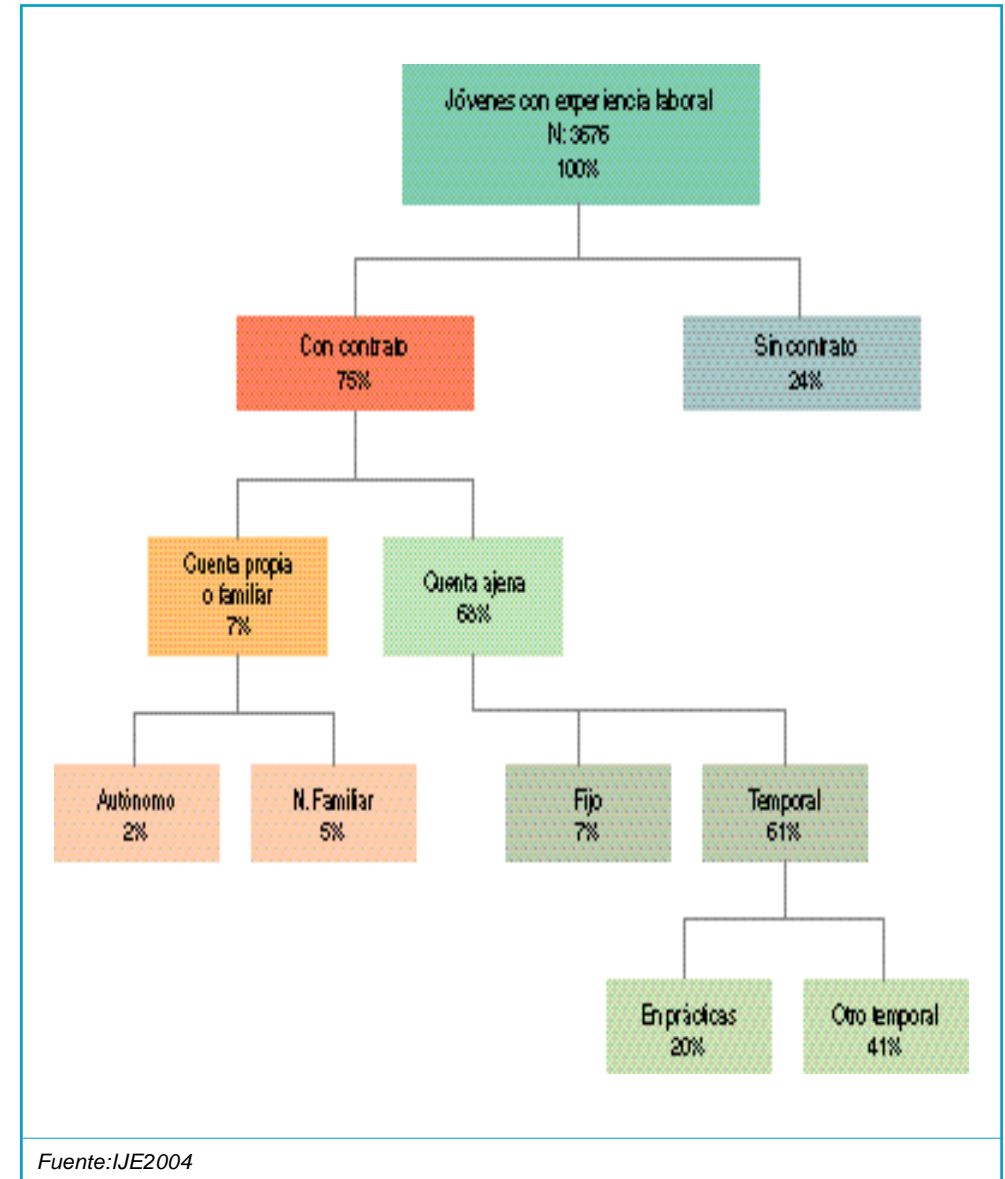 Jóvenes con experiencia laboral
N: 3676
100%
Con contrato
75%
Sin contrato
24%
Cuenta propia
o familiar
7%
Cuenta ajena
68%
Autónomo
2%
N. Familiar
5%
Fijo
7%
Temporal
61%
En prácticas
20%
Otro temporal
41%
Fuente:IJE2004